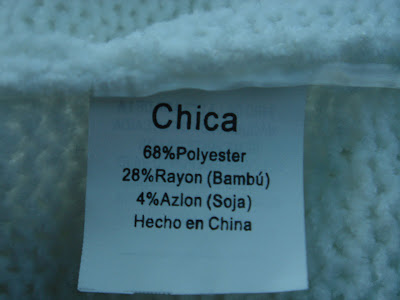 Chica
68%Polyester
28%Rayon (Bambú)
4%Azlon (Soja)
Hecho en China